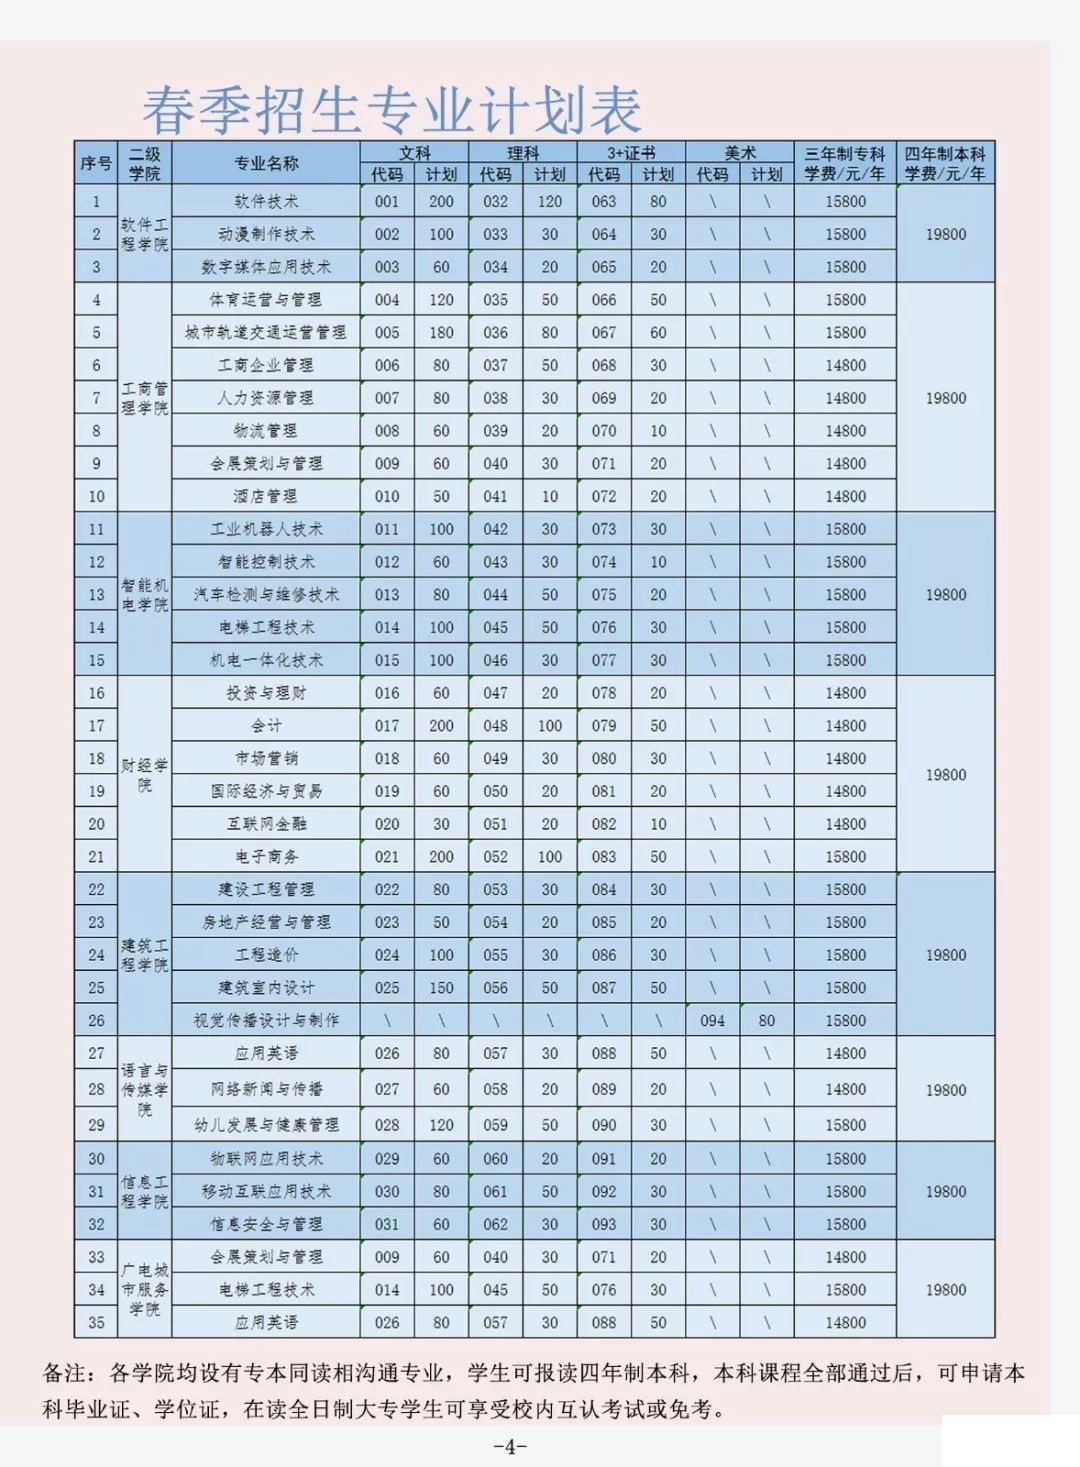 春季招生专业计划表
序号 二级学院 专业名称 文科 理科 3+证书 美术 三年制专科学费/元/年 四年制本科学费/元/年
代码 计划 代码 计划 代码 计划 代码 计划
1 软件工程学院 软件技术 001 200 032 120 063 80 \ \ 15800 19800
2 动漫制作技术 002 100 033 30 064 30 \ \ 15800
3 数字媒体应用技术 003 60 034 20 065 20 \ \ 15800
4 工商管理学院 体育运营与管理 004 120 035 50 066 50 \ \ 15800 19800
5 城市轨道交通运营管理 005 180 036 80 067 60 \ \ 15800
6 工商企业管理 006 80 037 50 068 30 \ \ 14800
7 人力资源管理 007 80 038 30 069 20 \ \ 14800
8 物流管理 008 60 039 20 070 10 \ \ 14800
9 会展策划与管理 009 60 040 30 071 20 \ \ 14800
10 酒店管理 010 50 041 10 072 20 \ \ 14800
11 智能机电学院 工业机器人技术 011 100 042 30 073 30 \ \ 15800 19800
12 智能控制技术 012 60 043 30 074 10 \ \ 15800
13 汽车检测与维修技术 013 80 044 50 075 20 \ \ 15800
14 电梯工程技术 014 100 045 50 076 30 \ \ 15800
15 机电一体化技术 015 100 046 30 077 30 \ \ 15800
16 财经学院 投资与理财 016 60 047 20 078 20 \ \ 14800 19800
17 会计 017 200 048 100 079 50 \ \ 14800
18 市场营销 018 60 049 30 080 30 \ \ 14800
19 国际经济与贸易 019 60 050 20 081 20 \ \ 14800
20 互联网金融 020 30 051 20 082 10 \ \ 14800
21 电子商务 021 200 052 100 083 50 \ \ 15800
22 建筑工程学院 建设工程管理 022 80 053 30 084 30 \ \ 15800 19800
23 房地产经营与管理 023 50 054 20 085 20 \ \ 15800
24 工程造价 024 100 055 30 086 30 \ \ 15800
25 建筑室内设计 025 150 056 50 087 50 \ \ 15800
26 视觉传播设计与制作 \ \ \ \ \ \ 094 80 15800
27 语言与传媒学院 应用英语 026 80 057 30 088 50 \ \ 14800 19800
28 网络新闻与传播 027 60 058 20 089 20 \ \ 14800
29 幼儿发展与健康管理 028 120 059 50 090 30 \ \ 15800
30 信息工程学院 物联网应用技术 029 60 060 20 091 20 \ \ 15800 19800
31 移动互联应用技术 030 80 061 50 092 30 \ \ 15800
32 信息安全与管理 031 60 062 30 093 30 \ \ 15800
33 广电城市服务学院 会展策划与管理 009 60 040 30 071 20 \ \ 14800 19800
34 电梯工程技术 014 100 045 50 076 30 \ \ 15800
35 应用英语 026 80 057 30 088 50 \ \ 14800
备注：各学院均设有专本同读相沟通专业，学生可报读四年制本科，本科课程全部通过后，可申请本
科毕业证、学位证，在读全日制大专学生可享受校内互认考试或免考。
-4-